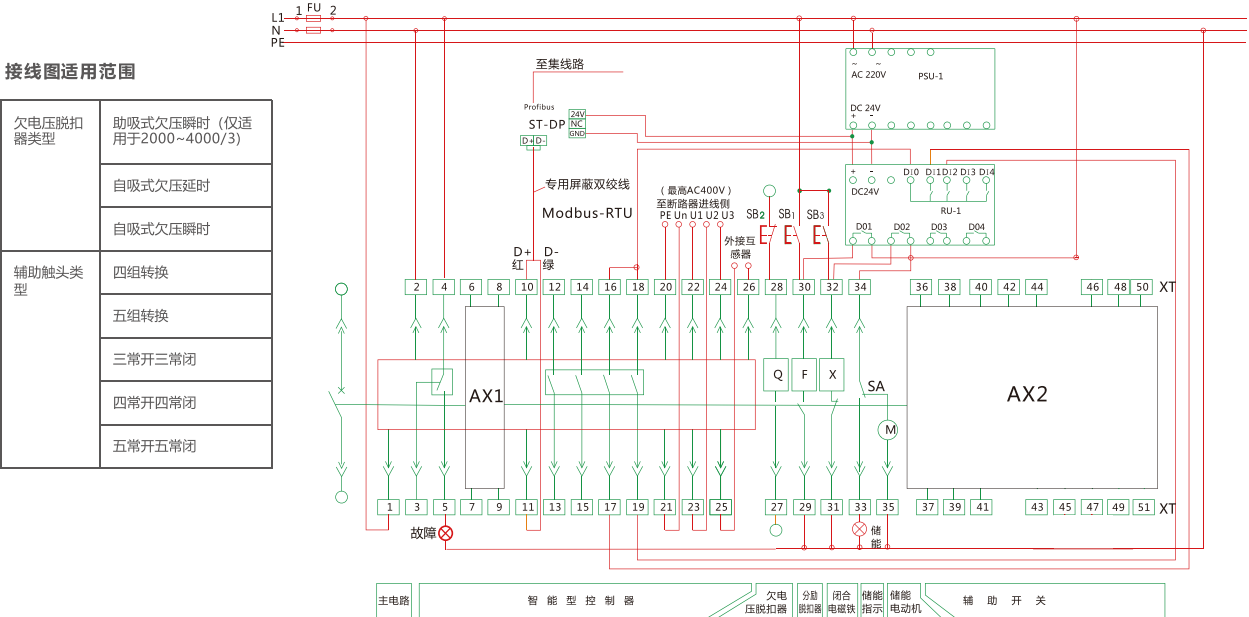 L1 1 FU 2
N
PE
接线图适用范围
欠电压脱扣
器类型
助吸式欠压瞬时（仅适
用于2000~4000/3)
自吸式欠压延时
自吸式欠压瞬时
辅助触头类
型
四组转换
五组转换
三常开三常闭
四常开四常闭
五常开五常闭
至集线路
Profibus
ST-DP
24V
NC
GND
D+ D-
专用屏蔽双绞线
Modbus-RTU
D+ D-
红 绿
（最高AC400V）
至断路器进线侧
PE Un U1 U2 U3
外接互
感器
SB2 SB1 SB3
~ ~
AC 220V PSU-1
DC 24V
+ -
+ - DI0 DI1 DI2 DI3 DI4
DC24V
RU-1
D01 D02 D03 D04
2 4 6 8 10 12 14 16 18 20 22 24 26 28 30 32 34 36 38 40 42 44 46 48 50 XT
Q F X
SA
M
AX1
AX2
1 3 5 7 9 11 13 15 17 19 21 23 25 27 29 31 33 35 37 39 41 43 45 47 49 51 XT
故障
储
能
主电路
智能型控制器
欠电
压脱扣器
分励
脱扣器
闭合
电磁铁
储能
指示
储能
电动机
辅助开关